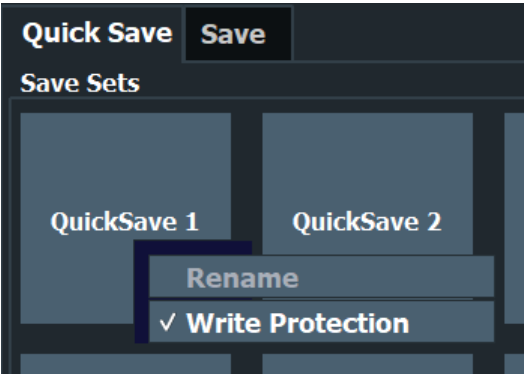 Quick Save Save
Save Sets
QuickSave 1 QuickSave 2
Rename
✓ Write Protection